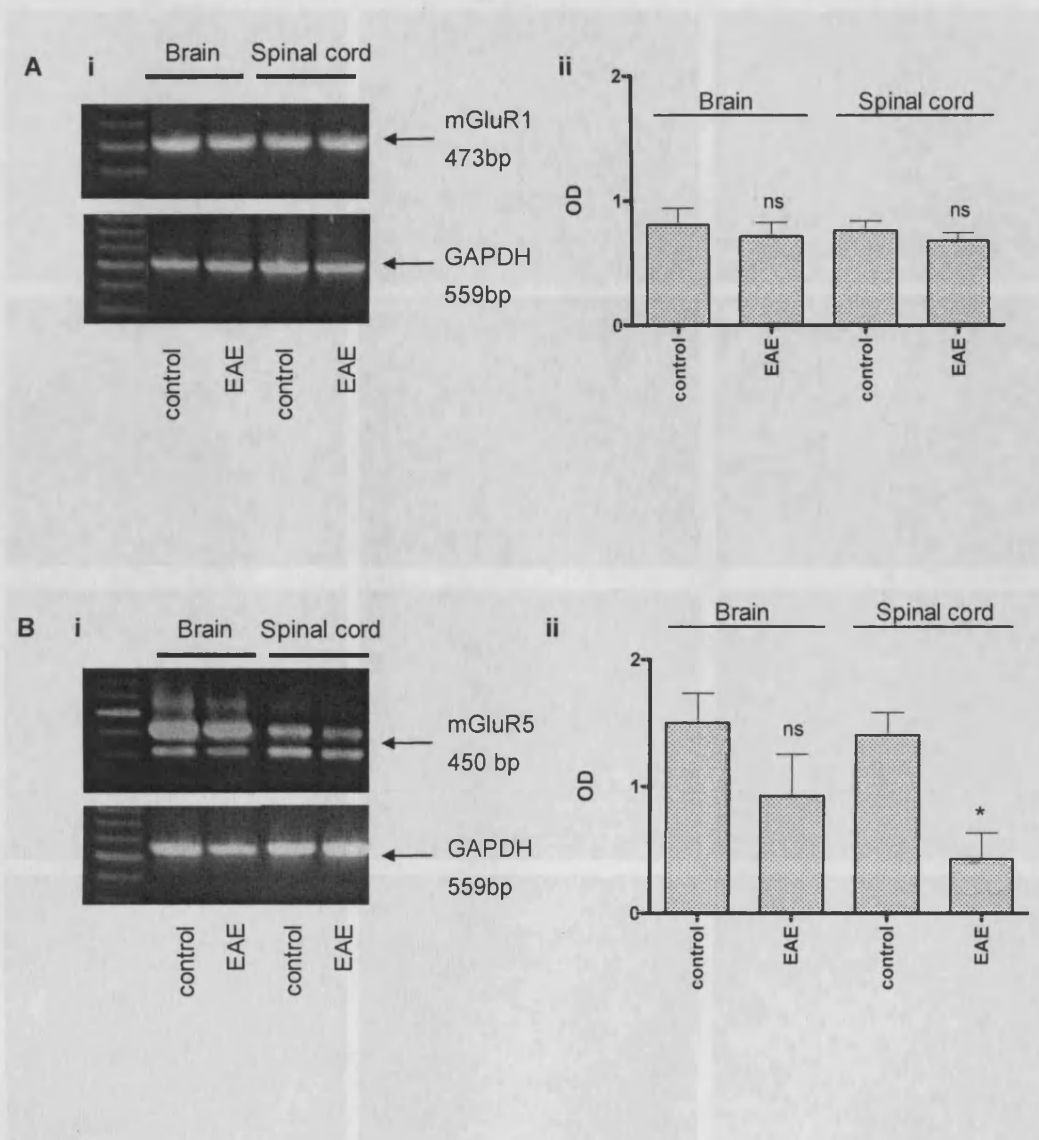 A i
Brain Spinal cord
mGluR1
473bp
GAPDH
559bp
control EAE control EAE
ii
2
Brain Spinal cord
OD
1
ns ns
0
control EAE control EAE
B i
Brain Spinal cord
mGluR5
450 bp
GAPDH
559bp
control EAE control EAE
ii
Brain Spinal cord
2
ns
OD
1
*
0
control EAE control EAE